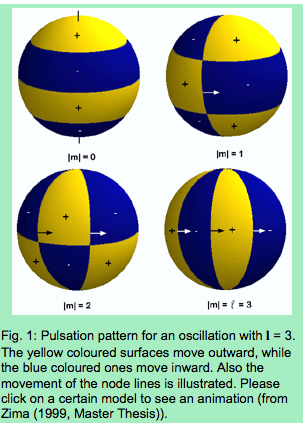 +
-
+
-
|m| = 0
- +
+ -
- +
|m| = 1
- + -
+ - +
|m| = 2
+ - + -
|m| = ℓ = 3
Fig. 1: Pulsation pattern for an oscillation with l = 3.
The yellow coloured surfaces move outward, while
the blue coloured ones move inward. Also the
movement of the node lines is illustrated. Please
click on a certain model to see an animation (from
Zima (1999, Master Thesis)).